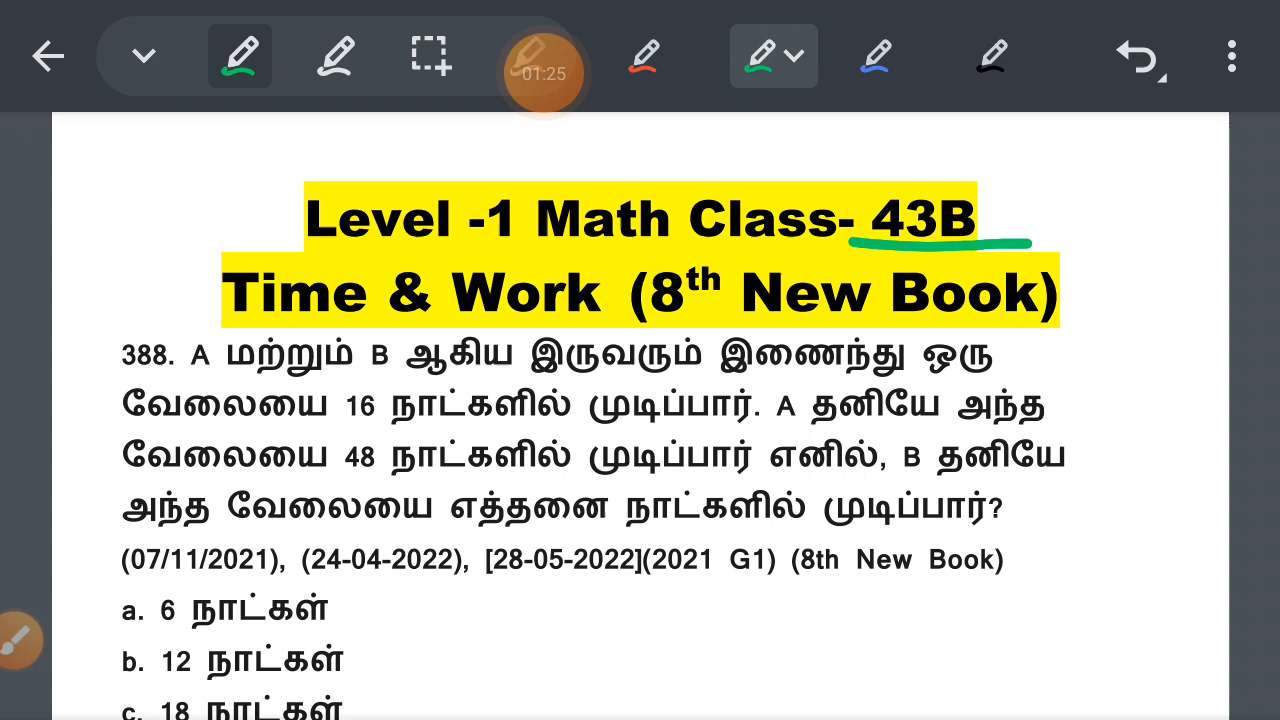 01:25
Level -1 Math Class- 43B
Time & Work (8th New Book)
388. A மற்றும் B ஆகிய இருவரும் இணைந்து ஒரு
வேலையை 16 நாட்களில் முடிப்பார். A தனியே அந்த
வேலையை 48 நாட்களில் முடிப்பார் எனில், B தனியே
அந்த வேலையை எத்தனை நாட்களில் முடிப்பார்?
(07/11/2021), (24-04-2022), [28-05-2022](2021 G1) (8th New Book)
a. 6 நாட்கள்
b. 12 நாட்கள்
c. 18 நாட்கள்